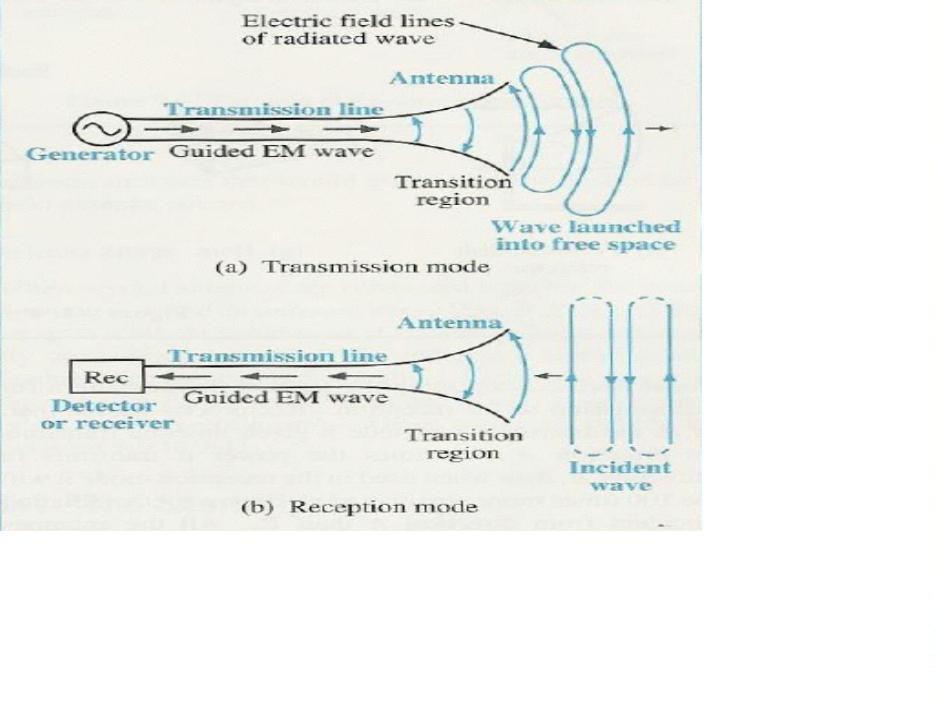 Electric field lines
of radiated wave
Antenna
Transmission line
Generator
Guided EM wave
Transition
region
Wave launched
into free space
(a) Transmission mode
Antenna
Transmission line
Rec
Guided EM wave
Detector
or receiver
Transition
region
Incident
wave
(b) Reception mode